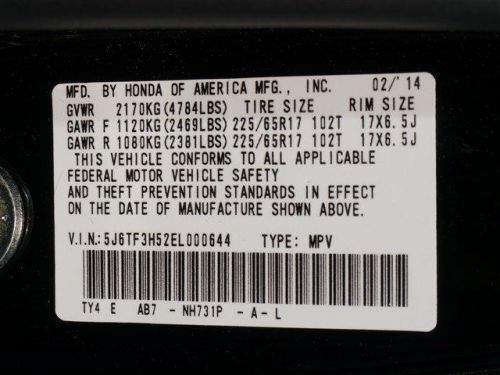 MFD. BY HONDA OF AMERICA MFG., INC. 02/'14
GVWR 2170KG(4784LBS) TIRE SIZE RIM SIZE
GAWR F 1120KG(2469LBS) 225/65R17 102T 17X6.5J
GAWR R 1080KG(2381LBS) 225/65R17 102T 17X6.5J
THIS VEHICLE CONFORMS TO ALL APPLICABLE
FEDERAL MOTOR VEHICLE SAFETY
AND THEFT PREVENTION STANDARDS IN EFFECT
ON THE DATE OF MANUFACTURE SHOWN ABOVE.
V.I.N.:5J6TF3H52EL000644 TYPE: MPV
TY4 E AB7 - NH731P - A - L